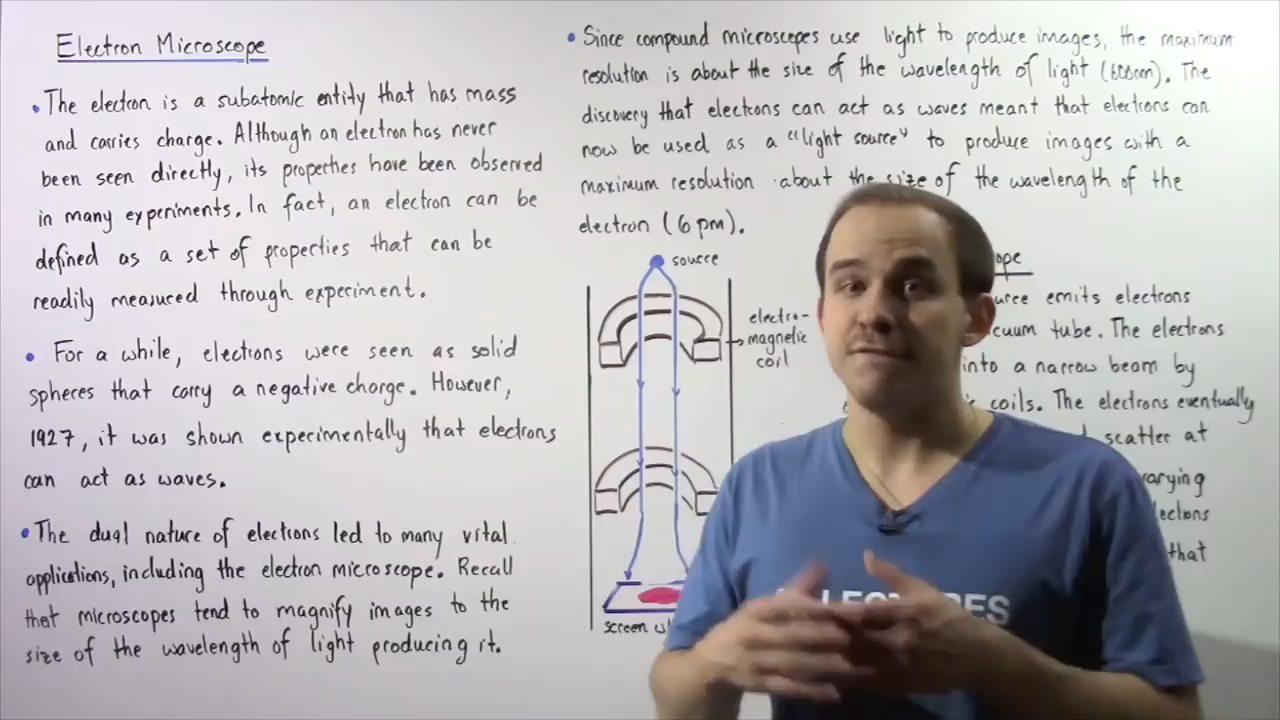 Electron Microscope
• The electron is a subatomic entity that has mass
and carries charge. Although an electron has never
been seen directly, its properties have been observed
in many experiments. In fact, an electron can be
defined as a set of properties that can be
readily measured through experiment.
• For a while, electrons were seen as solid
spheres that carry a negative charge. However,
1927, it was shown experimentally that electrons
can act as waves.
• The dual nature of electrons led to many vital
applications, including the electron microscope. Recall
that microscopes tend to magnify images to the
size of the wavelength of light producing it.
• Since compound microscopes use light to produce images, the maximum
resolution is about the size of the wavelength of light (600nm). The
discovery that electrons can act as waves meant that electrons can
now be used as a "light source" to produce images with a
maximum resolution about the size of the wavelength of the
electron (6 pm).
source
electro-
magnetic
coil
screen
ope
urce emits electrons
cuum tube. The electrons
into a narrow beam by
coils. The electrons eventually
scatter at
varying
lectrons
that
LECTURES